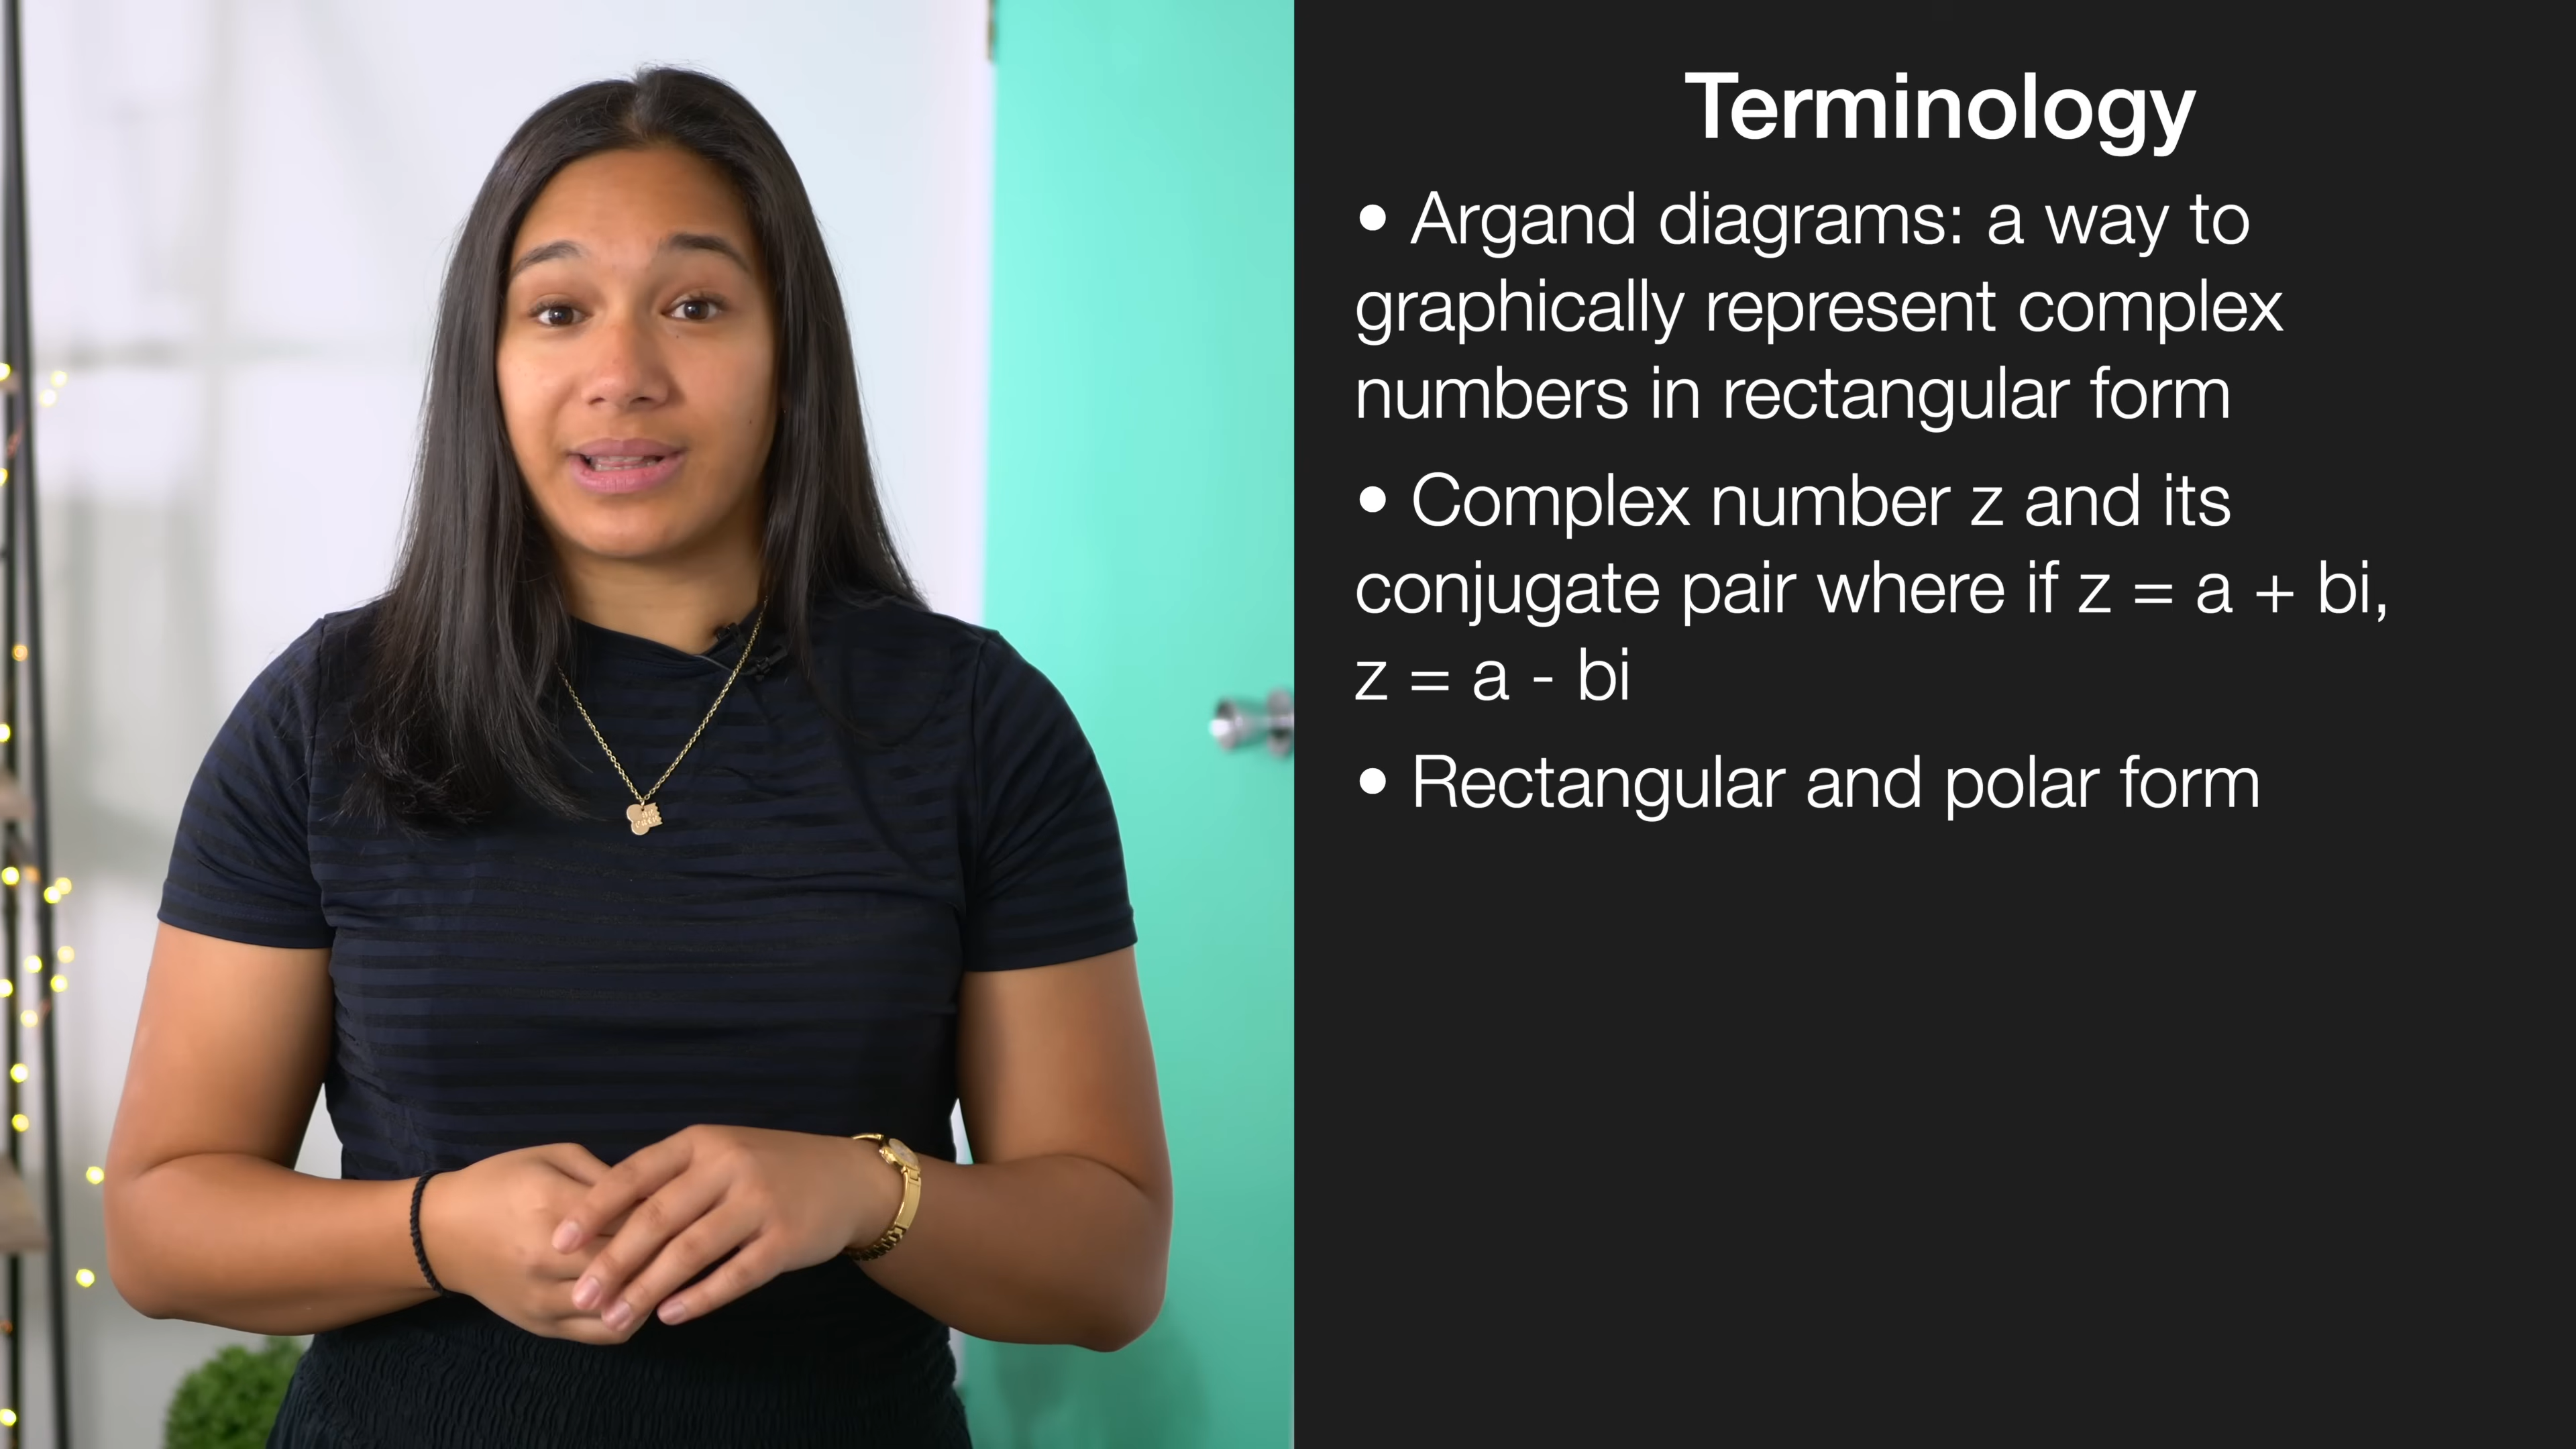 Terminology
• Argand diagrams: a way to
graphically represent complex
numbers in rectangular form
• Complex number z and its
conjugate pair where if z = a + bi,
z = a - bi
• Rectangular and polar form